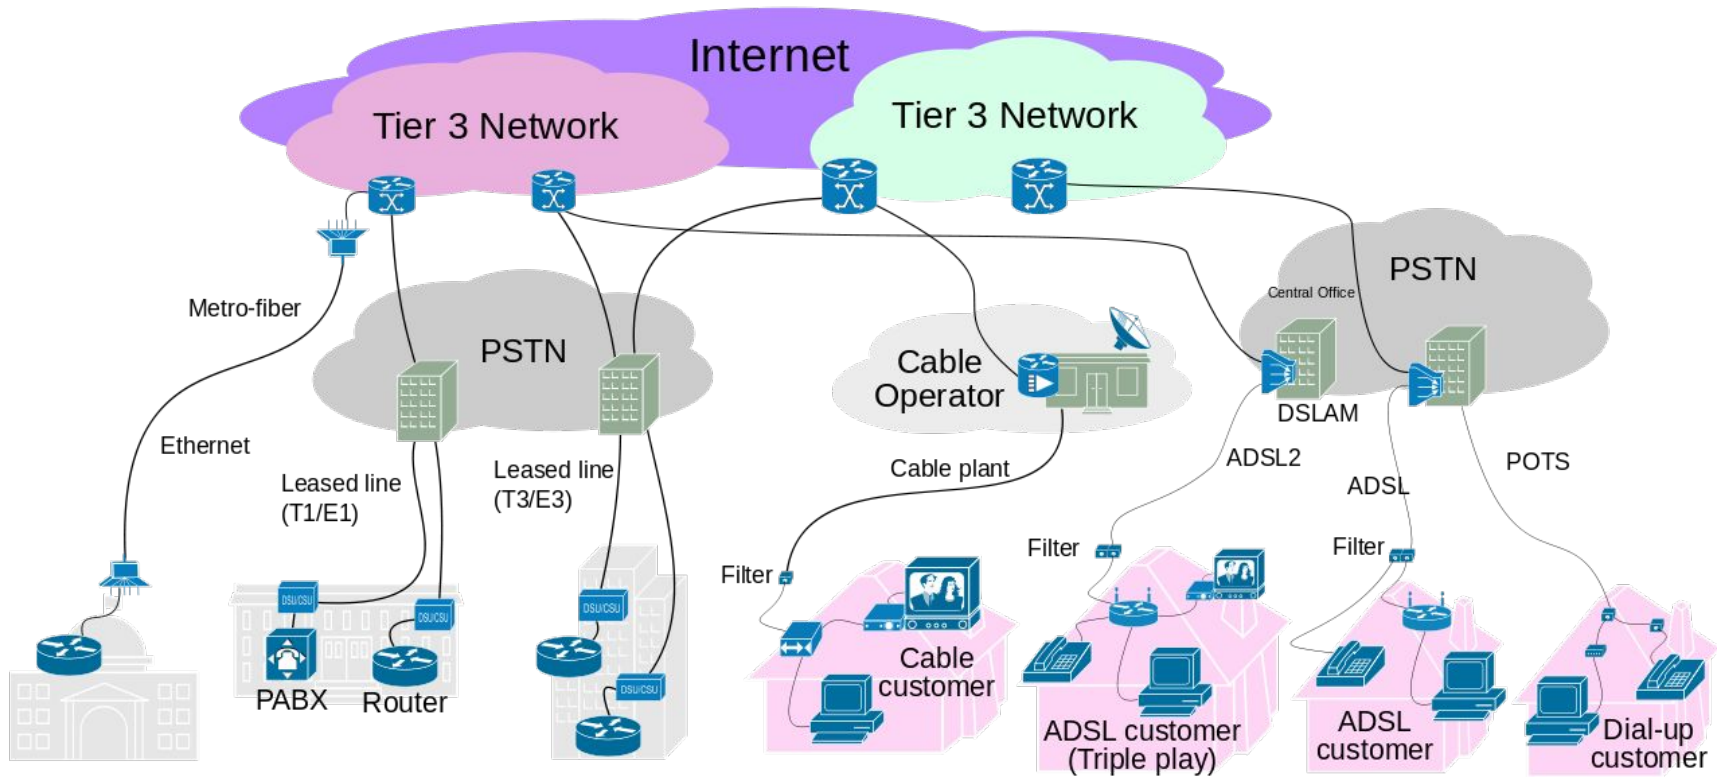 Internet
Tier 3 Network
Tier 3 Network
PSTN
Central Office
Metro-fiber
PSTN
Cable
Operator
DSLAM
Ethernet
Leased line
(T1/E1)
Leased line
(T3/E3)
Cable plant
ADSL2
ADSL
POTS
Filter
Filter
Filter
DSU/CSU
DSU/CSU
DSU/CSU
DSU/CSU
PABX
Router
Cable
customer
ADSL customer
(Triple play)
ADSL
customer
Dial-up
customer